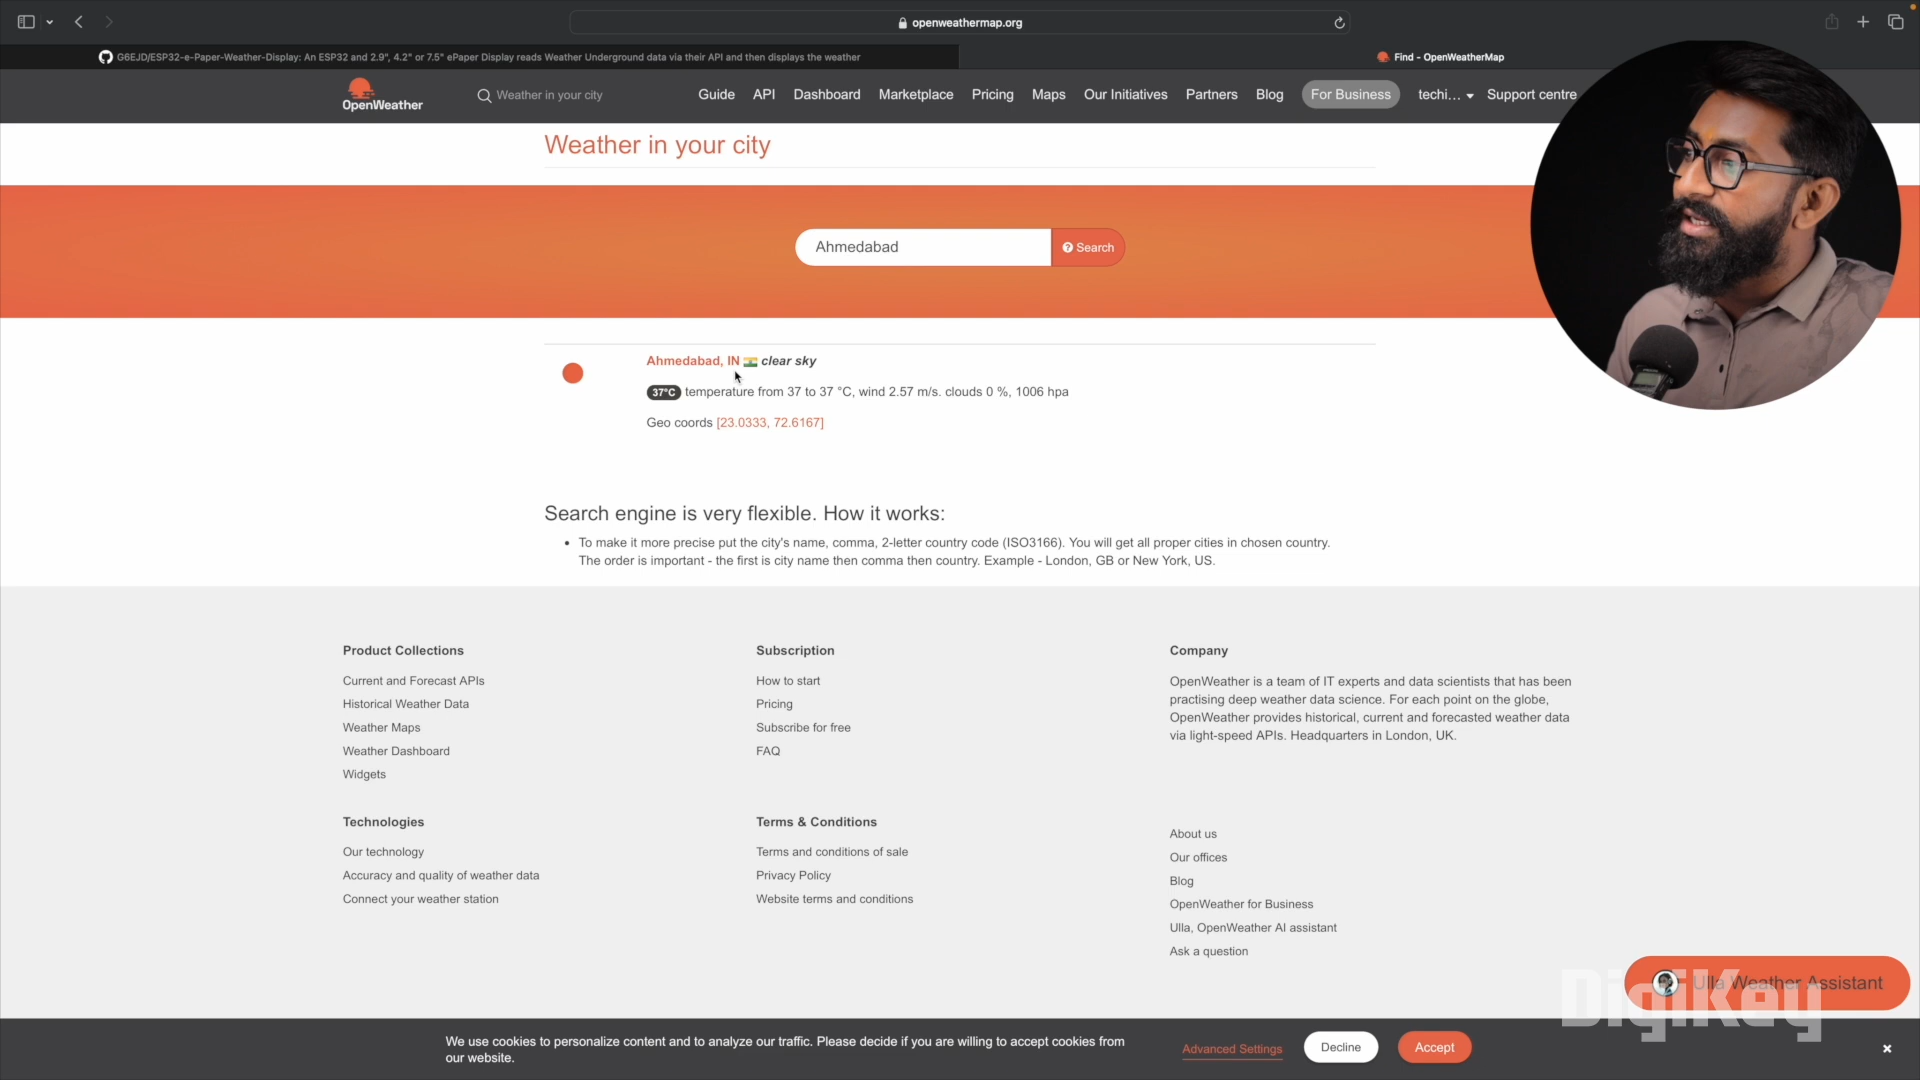 openweathermap.org
G6EJD/ESP32-e-Paper-Weather-Display: An ESP32 and 2.9", 4.2" or 7.5" ePaper Display reads Weather Underground data via their API and then displays the weather
Find - OpenWeatherMap
OpenWeather
Weather in your city
Guide
API
Dashboard
Marketplace
Pricing
Maps
Our Initiatives
Partners
Blog
For Business
techi...
Support centre
Weather in your city
Ahmedabad
Search
Ahmedabad, IN clear sky
37°C temperature from 37 to 37 °C, wind 2.57 m/s. clouds 0 %, 1006 hpa
Geo coords [23.0333, 72.6167]
Search engine is very flexible. How it works:
• To make it more precise put the city's name, comma, 2-letter country code (ISO3166). You will get all proper cities in chosen country.
The order is important - the first is city name then comma then country. Example - London, GB or New York, US.
Product Collections
Current and Forecast APIs
Historical Weather Data
Weather Maps
Weather Dashboard
Widgets
Subscription
How to start
Pricing
Subscribe for free
FAQ
Company
OpenWeather is a team of IT experts and data scientists that has been
practising deep weather data science. For each point on the globe,
OpenWeather provides historical, current and forecasted weather data
via light-speed APIs. Headquarters in London, UK.
Technologies
Our technology
Accuracy and quality of weather data
Connect your weather station
Terms & Conditions
Terms and conditions of sale
Privacy Policy
Website terms and conditions
About us
Our offices
Blog
OpenWeather for Business
Ulla, OpenWeather AI assistant
Ask a question
Ulla Weather Assistant
DigiKey
We use cookies to personalize content and to analyze our traffic. Please decide if you are willing to accept cookies from
our website.
Advanced Settings
Decline
Accept